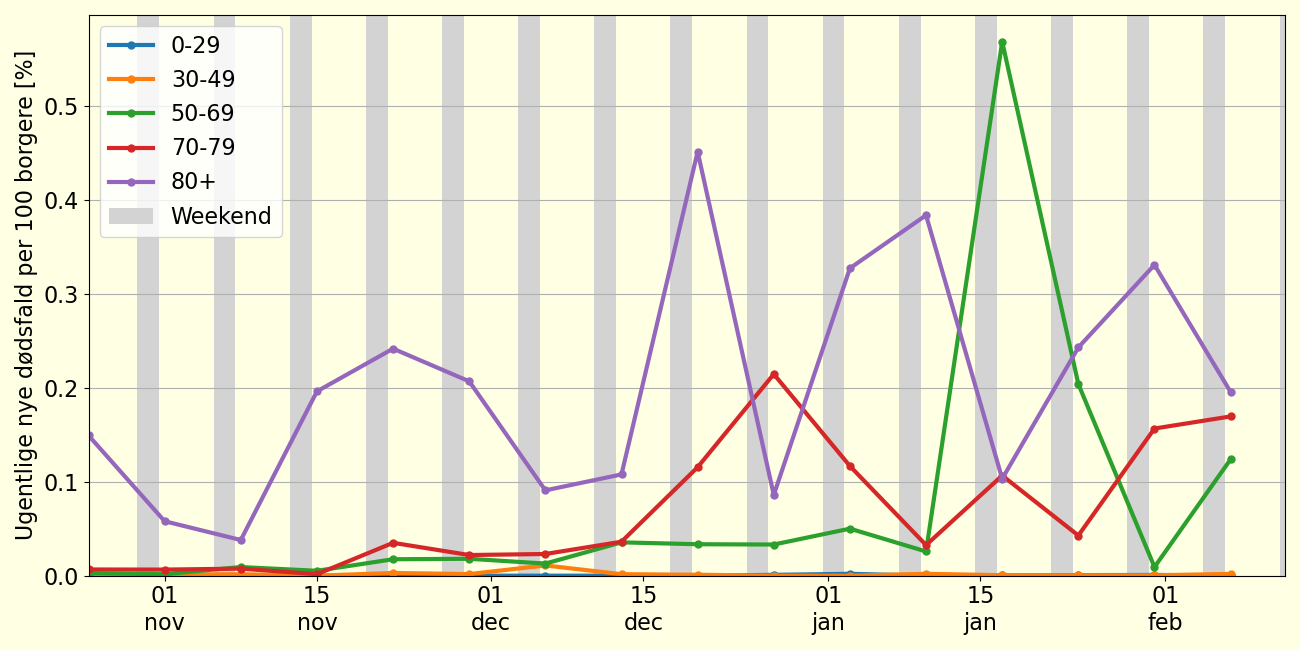 Ugentlige nye dødsfald per 100 borgere [%]
0-29
30-49
50-69
70-79
80+
Weekend
0.5
0.4
0.3
0.2
0.1
0.0
01 15 01 15 01 15 01
nov nov dec dec jan jan feb